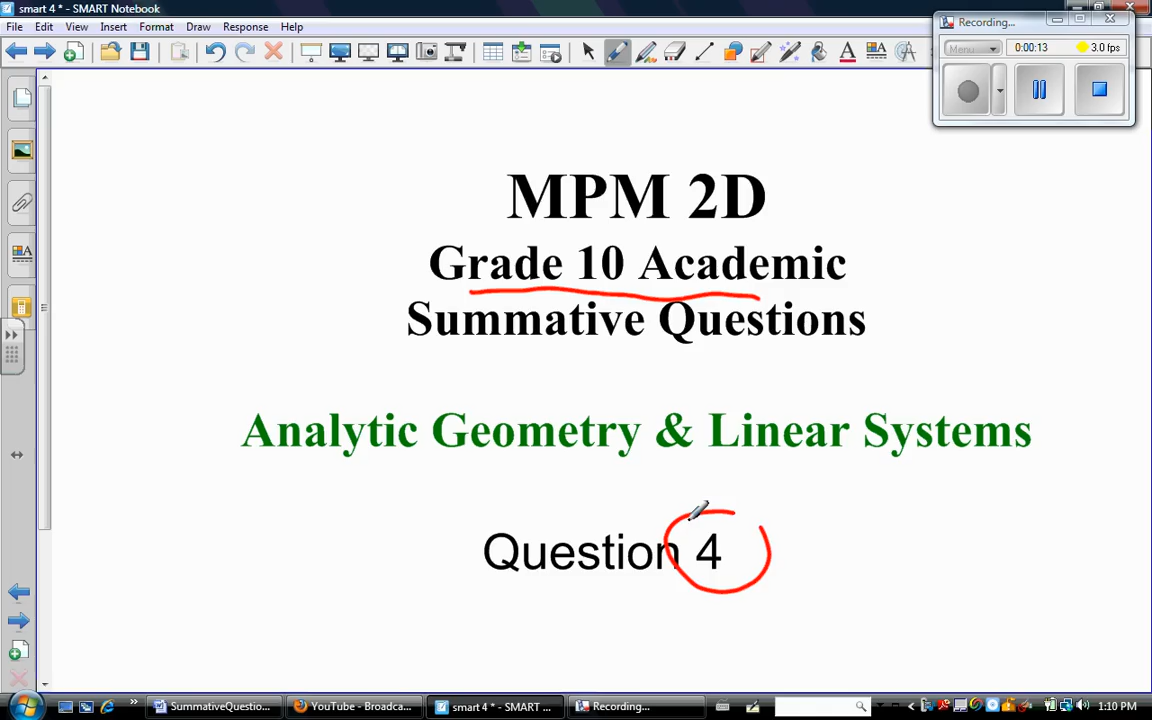 smart 4 * - SMART Notebook
File Edit View Insert Format Draw Response Help
Recording...
Menu 0:00:13 3.0 fps
MPM 2D
Grade 10 Academic
Summative Questions
Analytic Geometry & Linear Systems
Question 4
SummativeQuestio... YouTube - Broadca... smart 4 * - SMART ... Recording... 1:10 PM